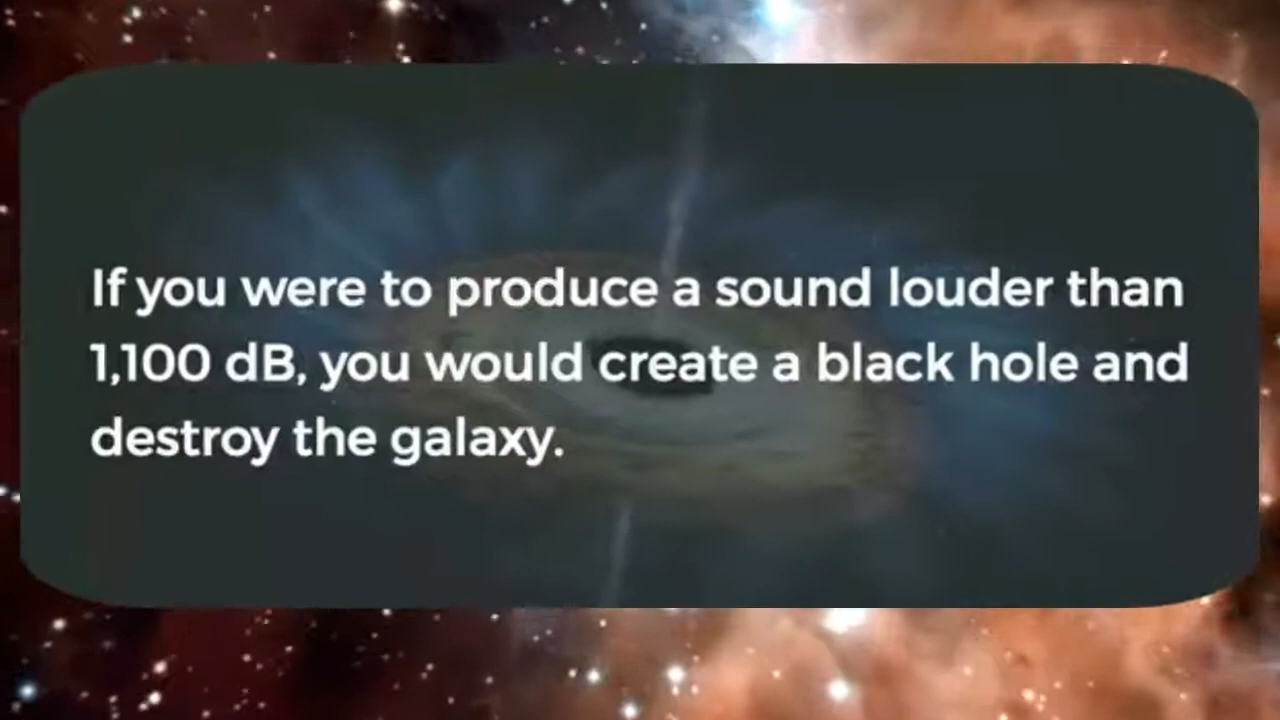 If you were to produce a sound louder than
1,100 dB, you would create a black hole and
destroy the galaxy.